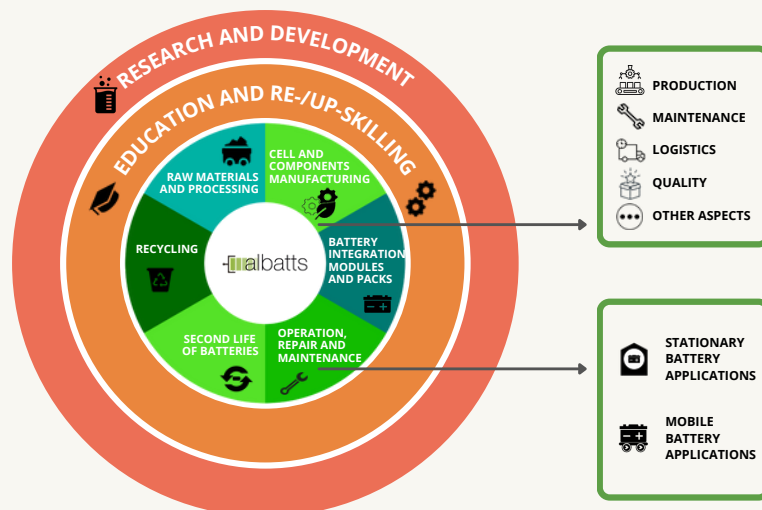 RESEARCH AND DEVELOPMENT
EDUCATION AND RE-/UP-SKILLING
RAW MATERIALS
AND PROCESSING
CELL AND
COMPONENTS
MANUFACTURING
RECYCLING
albatts
BATTERY
INTEGRATION
MODULES
AND PACKS
SECOND LIFE
OF BATTERIES
OPERATION,
REPAIR AND
MAINTENANCE
PRODUCTION
MAINTENANCE
LOGISTICS
QUALITY
OTHER ASPECTS
STATIONARY
BATTERY
APPLICATIONS
MOBILE
BATTERY
APPLICATIONS